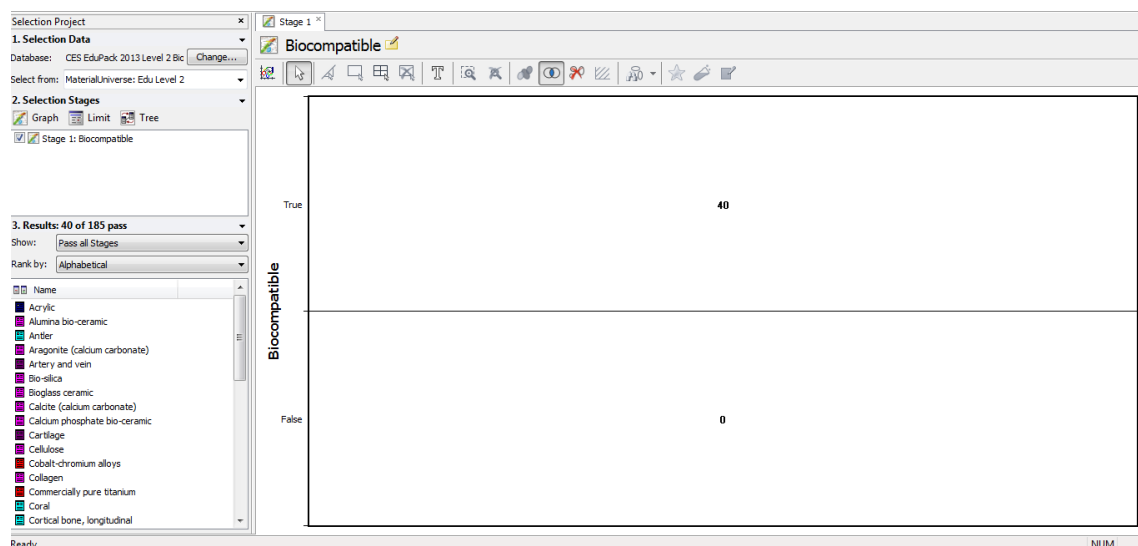 Selection Project
1. Selection Data
Database: CES EduPack 2013 Level 2 Bic Change...
Select from: MaterialUniverse: Edu Level 2
2. Selection Stages
Graph Limit Tree
Stage 1: Biocompatible
3. Results: 40 of 185 pass
Show: Pass all Stages
Rank by: Alphabetical
Name
Acrylic
Alumina bio-ceramic
Antler
Aragonite (calcium carbonate)
Artery and vein
Bio-silica
Bioglass ceramic
Calcite (calcium carbonate)
Calcium phosphate bio-ceramic
Cartilage
Cellulose
Cobalt-chromium alloys
Collagen
Commercially pure titanium
Coral
Cortical bone, longitudinal
Stage 1
Biocompatible
T
True
40
Biocompatible
False
0
Ready
NUM